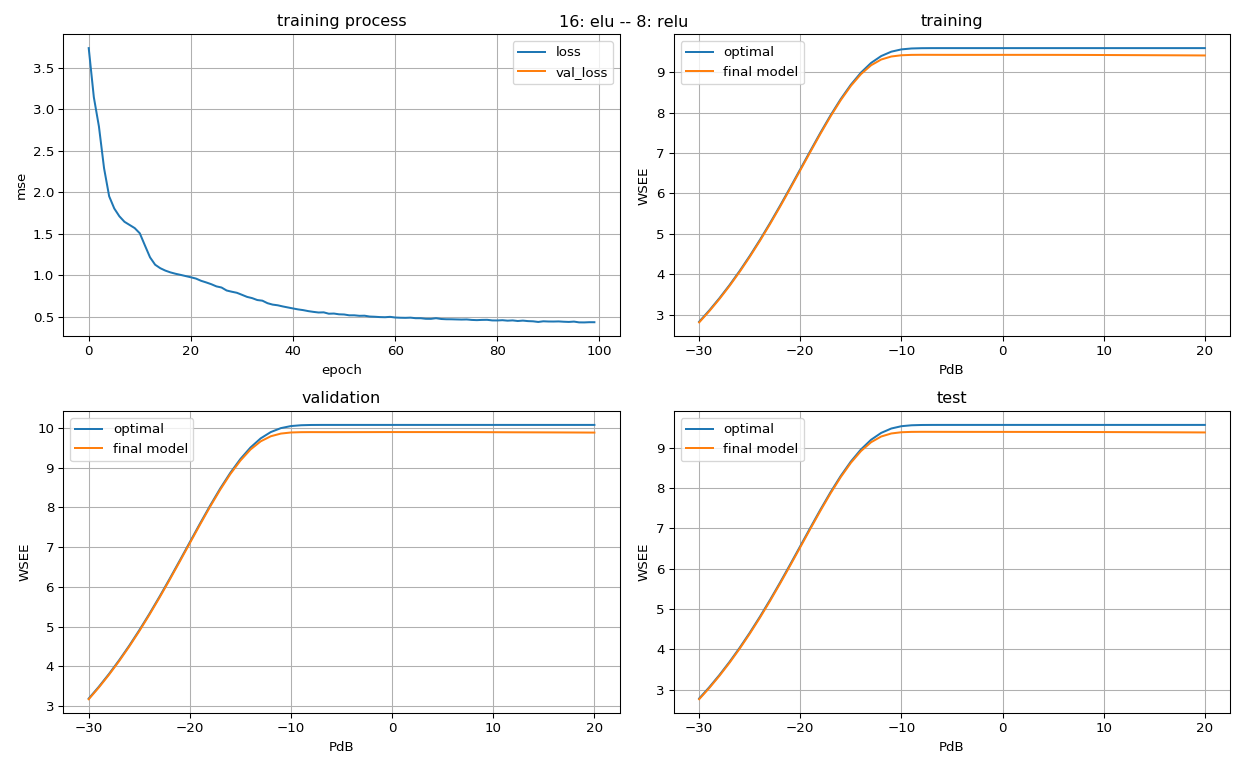 16: elu -- 8: relu
training process
loss
val_loss
mse
3.5
3.0
2.5
2.0
1.5
1.0
0.5
0
20
40
60
80
100
epoch
training
optimal
final model
WSEE
9
8
7
6
5
4
3
−30
−20
−10
0
10
20
PdB
validation
optimal
final model
WSEE
10
9
8
7
6
5
4
3
−30
−20
−10
0
10
20
PdB
test
optimal
final model
WSEE
9
8
7
6
5
4
3
−30
−20
−10
0
10
20
PdB